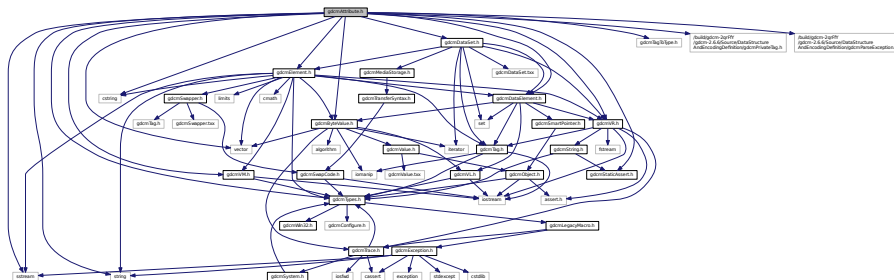 gdcmAttribute.h
/build/gdcm-2qrFfY
/gdcm-2.6.6/Source/DataStructure
AndEncodingDefinition/gdcmPrivateTag.h
/build/gdcm-2qrFfY
/gdcm-2.6.6/Source/DataStructure
AndEncodingDefinition/gdcmParseException.h
gdcmTagToType.h
gdcmDataSet.h
gdcmElement.h
gdcmMediaStorage.h
gdcmDataSet.txx
cstring
gdcmSwapper.h
limits
cmath
gdcmTransferSyntax.h
set
gdcmDataElement.h
gdcmTag.h
gdcmSwapper.txx
gdcmByteValue.h
gdcmSmartPointer.h
gdcmVR.h
vector
algorithm
gdcmValue.h
iterator
gdcmTag.h
gdcmString.h
fstream
gdcmVM.h
gdcmSwapCode.h
iomanip
gdcmValue.txx
gdcmVL.h
gdcmObject.h
gdcmStaticAssert.h
gdcmTypes.h
iostream
assert.h
gdcmWin32.h
gdcmConfigure.h
gdcmLegacyMacro.h
gdcmTrace.h
gdcmException.h
sstream
string
gdcmSystem.h
iosfwd
cassert
exception
stdexcept
cstdlib